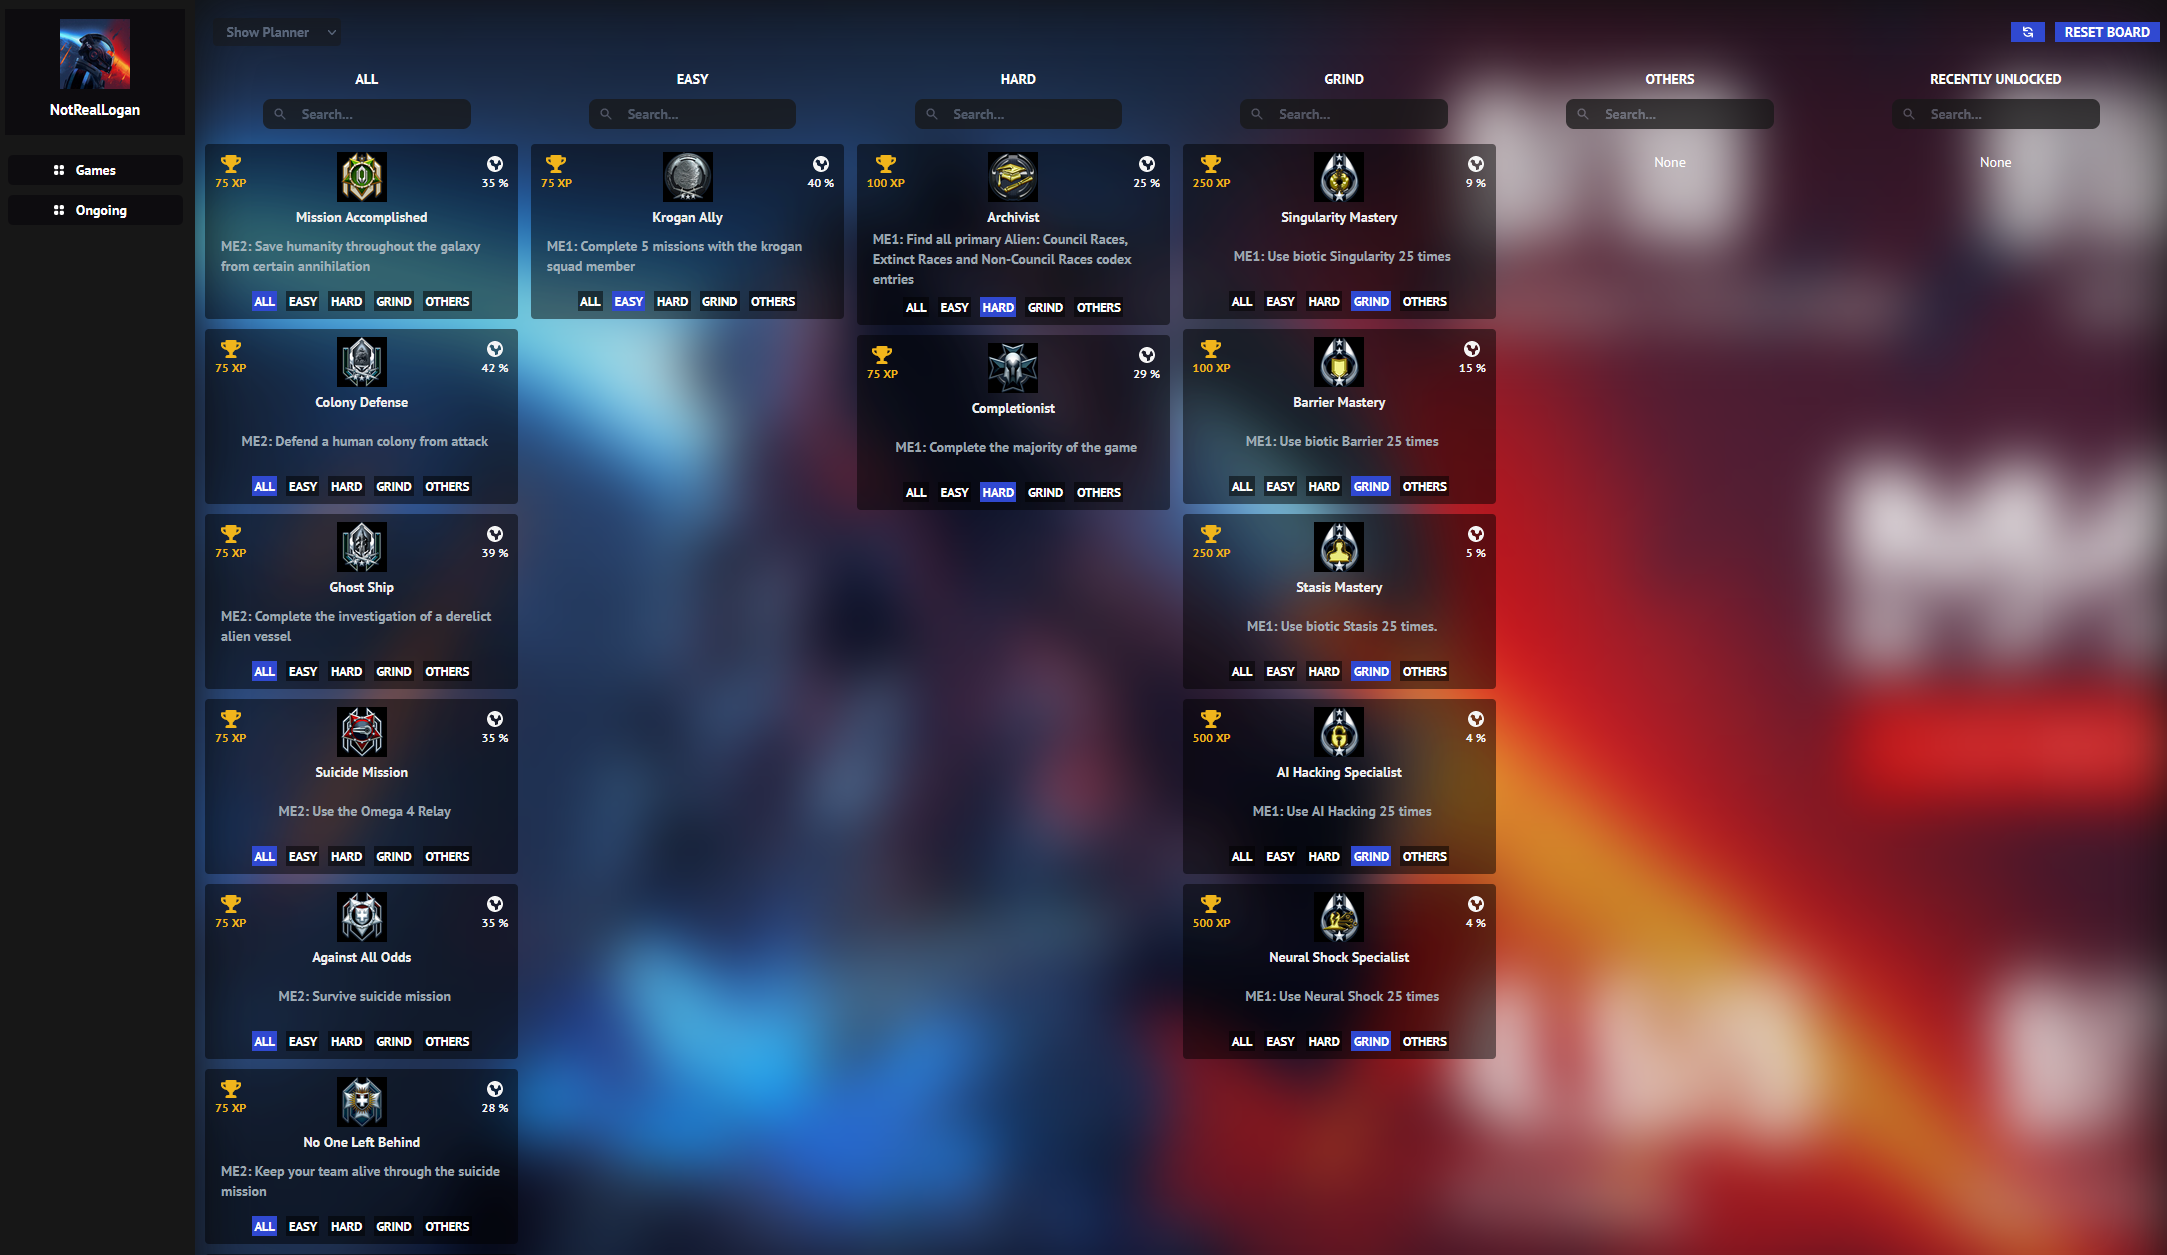 NotRealLogan
Games
Ongoing
Show Planner
RESET BOARD
ALL
Search...
75 XP
35 %
Mission Accomplished
ME2: Save humanity throughout the galaxy
from certain annihilation
ALL EASY HARD GRIND OTHERS
75 XP
42 %
Colony Defense
ME2: Defend a human colony from attack
ALL EASY HARD GRIND OTHERS
75 XP
39 %
Ghost Ship
ME2: Complete the investigation of a derelict
alien vessel
ALL EASY HARD GRIND OTHERS
75 XP
35 %
Suicide Mission
ME2: Use the Omega 4 Relay
ALL EASY HARD GRIND OTHERS
75 XP
35 %
Against All Odds
ME2: Survive suicide mission
ALL EASY HARD GRIND OTHERS
75 XP
28 %
No One Left Behind
ME2: Keep your team alive through the suicide
mission
ALL EASY HARD GRIND OTHERS
EASY
Search...
75 XP
40 %
Krogan Ally
ME1: Complete 5 missions with the krogan
squad member
ALL EASY HARD GRIND OTHERS
HARD
Search...
100 XP
25 %
Archivist
ME1: Find all primary Alien: Council Races,
Extinct Races and Non-Council Races codex
entries
ALL EASY HARD GRIND OTHERS
75 XP
29 %
Completionist
ME1: Complete the majority of the game
ALL EASY HARD GRIND OTHERS
GRIND
Search...
250 XP
9 %
Singularity Mastery
ME1: Use biotic Singularity 25 times
ALL EASY HARD GRIND OTHERS
100 XP
15 %
Barrier Mastery
ME1: Use biotic Barrier 25 times
ALL EASY HARD GRIND OTHERS
250 XP
5 %
Stasis Mastery
ME1: Use biotic Stasis 25 times.
ALL EASY HARD GRIND OTHERS
500 XP
4 %
AI Hacking Specialist
ME1: Use AI Hacking 25 times
ALL EASY HARD GRIND OTHERS
500 XP
4 %
Neural Shock Specialist
ME1: Use Neural Shock 25 times
ALL EASY HARD GRIND OTHERS
OTHERS
Search...
None
RECENTLY UNLOCKED
Search...
None